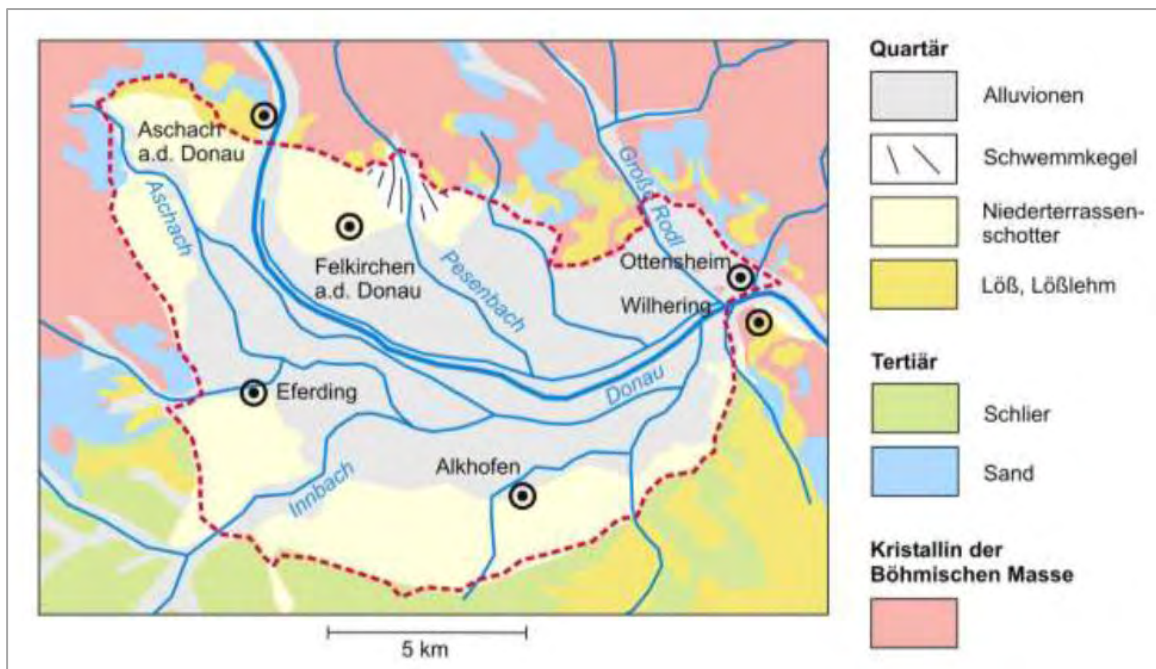 Aschach
a.d. Donau
Aschach
Felkirchen
a.d. Donau
Pesenbach
Große Rodl
Ottensheim
Wilhering
Donau
Eferding
Innbach
Alkhofen
5 km
Quartär
Alluvionen
Schwemmkegel
Niederterrassen-
schotter
Löß, Lößlehm
Tertiär
Schlier
Sand
Kristallin der
Böhmischen Masse